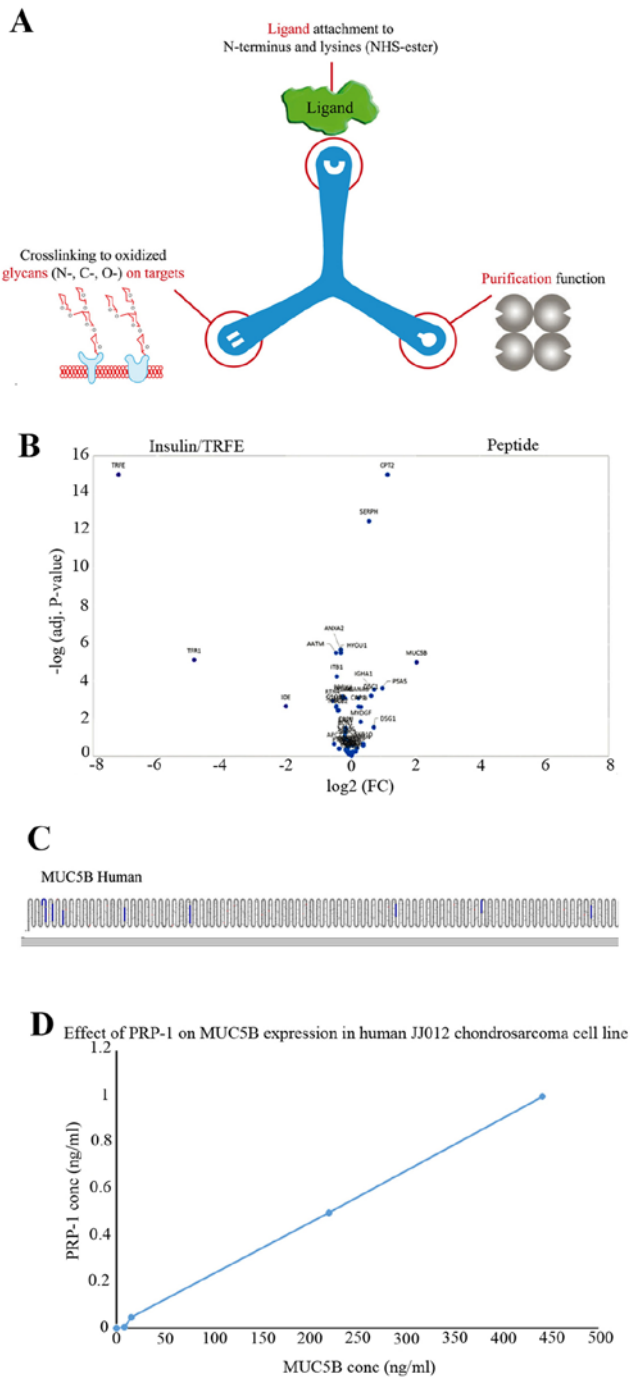 A
Ligand attachment to
N-terminus and lysines (NHS-ester)
Ligand
Crosslinking to oxidized
glycans (N-, C-, O-) on targets
Purification function
B
Insulin/TRFE
Peptide
16
14
12
10
8
6
4
2
0
-log (adj. P-value)
TRFE
CPT2
SERPH
ANXA2
AATM
HYOU1
MUC5B
TFR1
ITB1
IGHA1
DSC1
IPSA5
IDE
MYDGF
DSG1
-8
-6
-4
-2
0
2
4
6
8
log2 (FC)
C
MUC5B Human
D
Effect of PRP-1 on MUC5B expression in human JJ012 chondrosarcoma cell line
1.2
1
0.8
0.6
0.4
0.2
0
PRP-1 conc (ng/ml)
0
50
100
150
200
250
300
350
400
450
500
MUC5B conc (ng/ml)